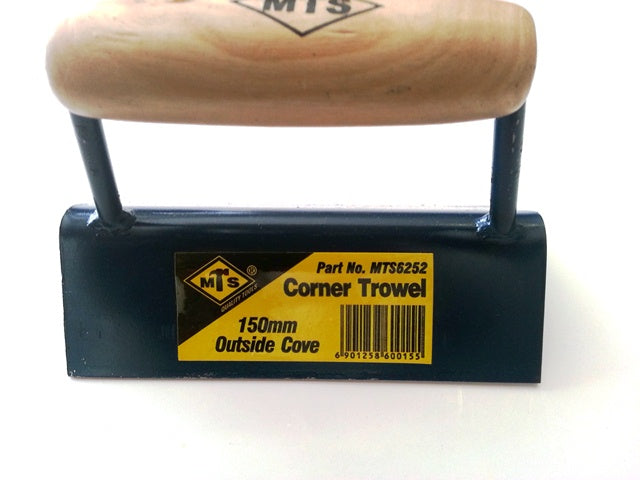 MTS
MTS ®
QUALITY TOOLS
Part No. MTS6252
Corner Trowel
150mm
Outside Cove
6 901258 600155